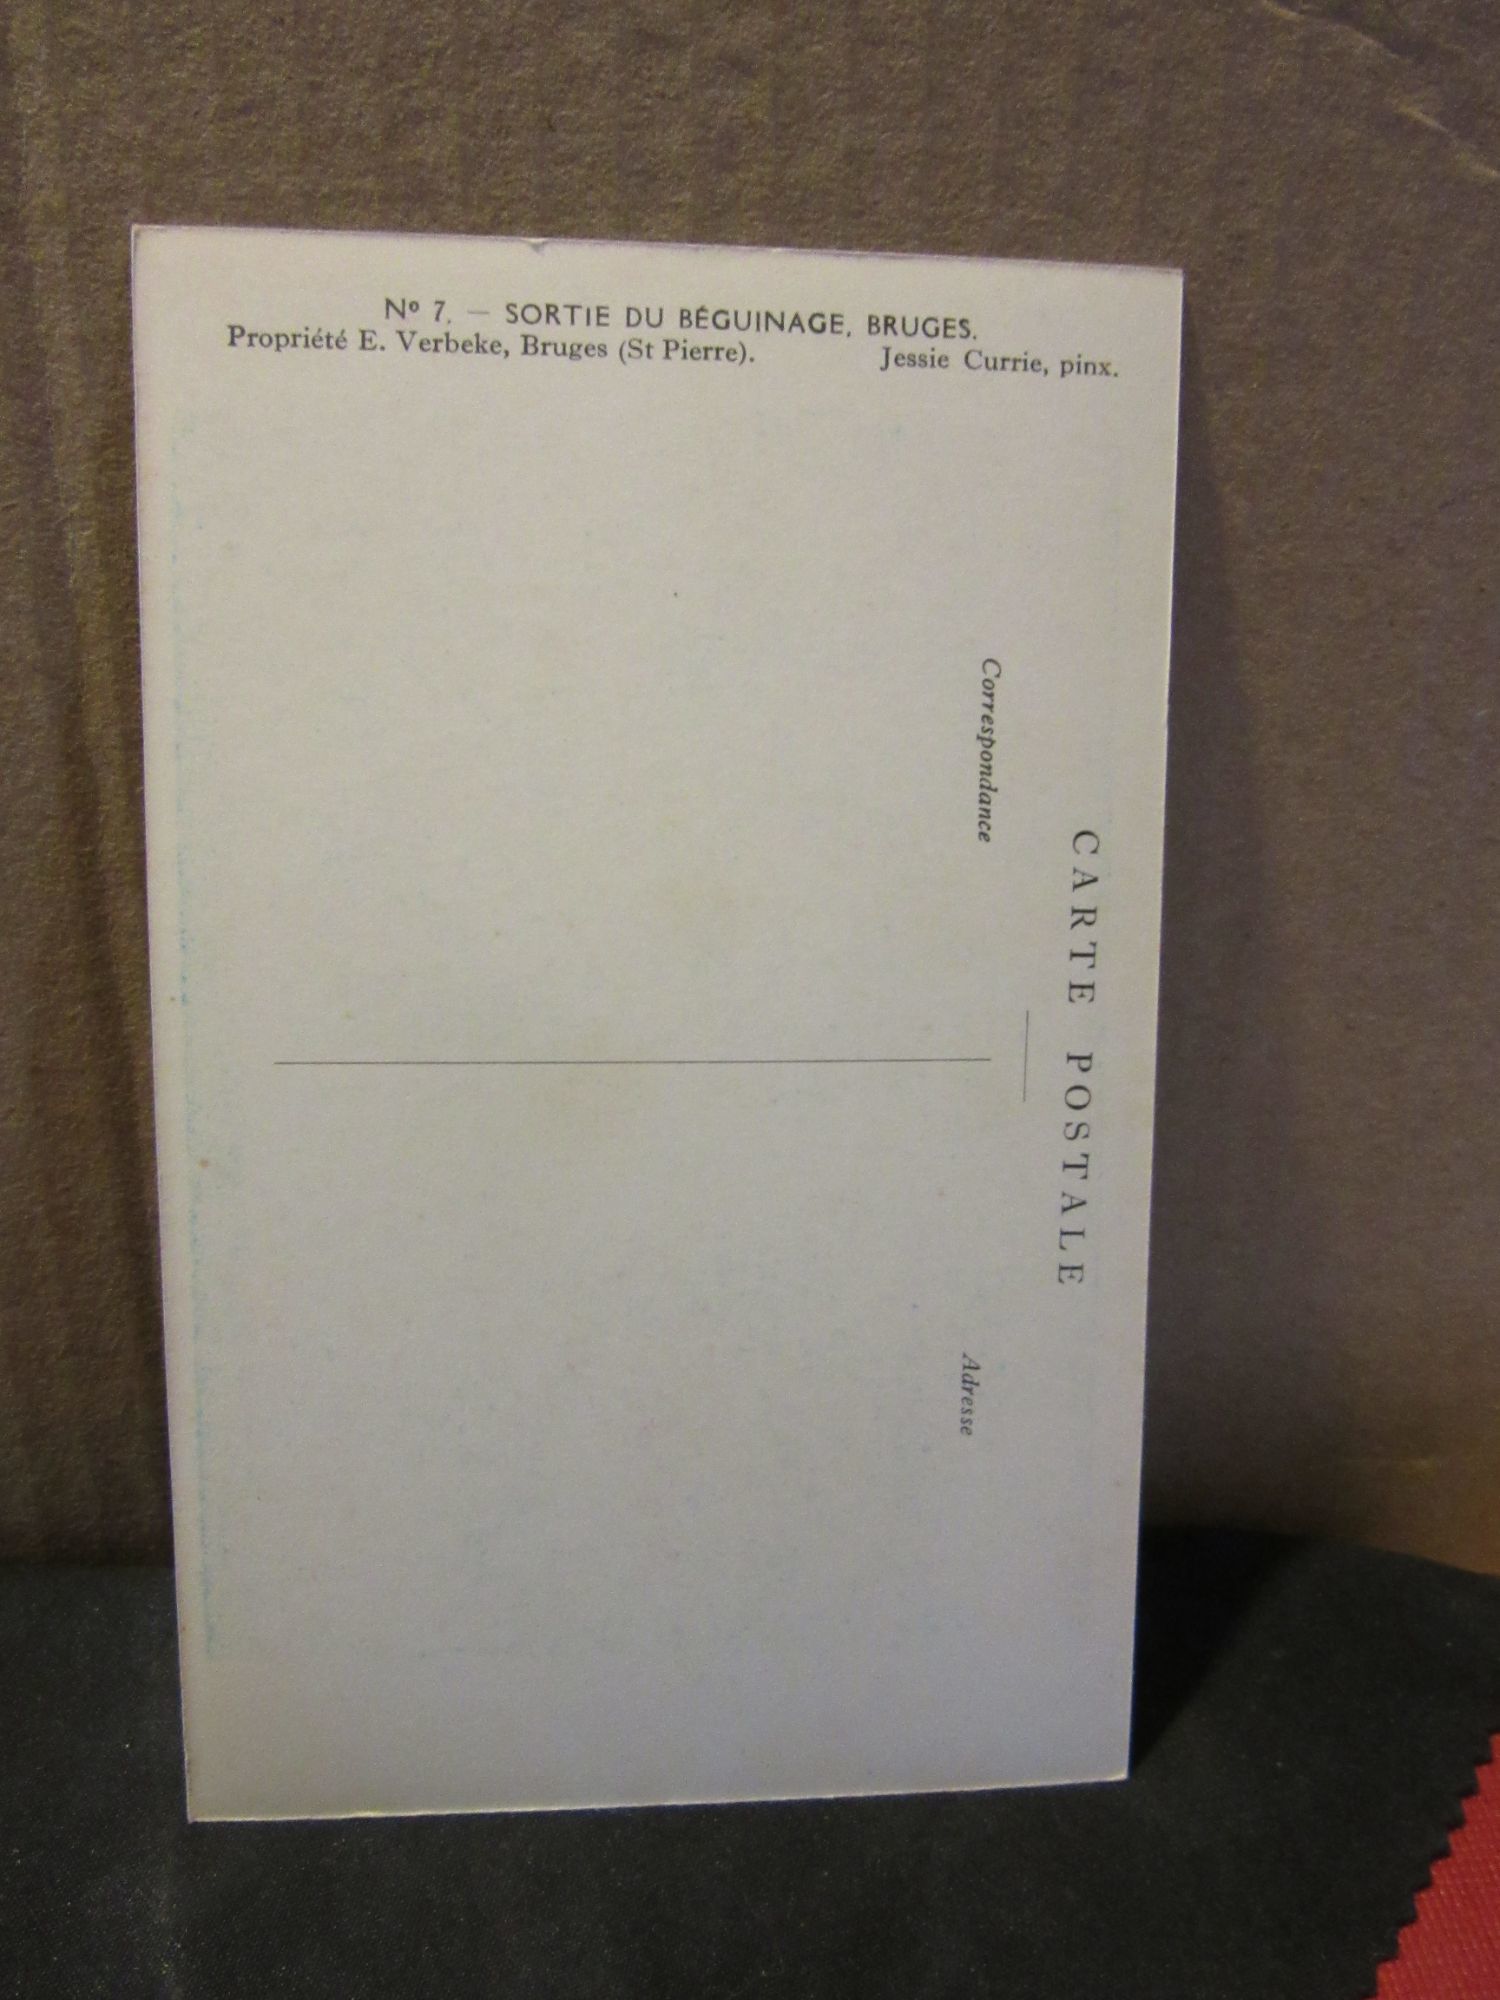 Nº 7. — SORTIE DU BÉGUINAGE, BRUGES.
Propriété E. Verbeke, Bruges (St Pierre). Jessie Currie, pinx.
CARTE POSTALE
Correspondance
Adresse